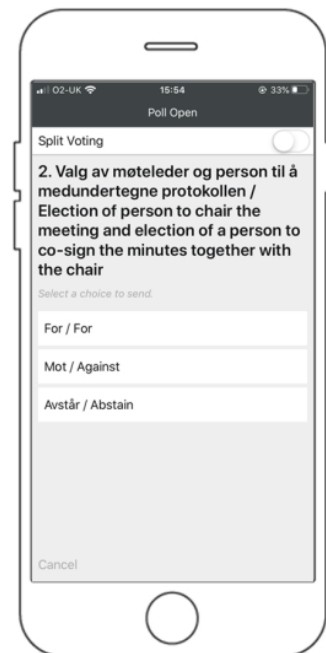 O2-UK 15:54 33%
Poll Open
Split Voting
2. Valg av møteleder og person til å
medundertegne protokollen /
Election of person to chair the
meeting and election of a person to
co-sign the minutes together with
the chair
Select a choice to send.
For / For
Mot / Against
Avstår / Abstain
Cancel